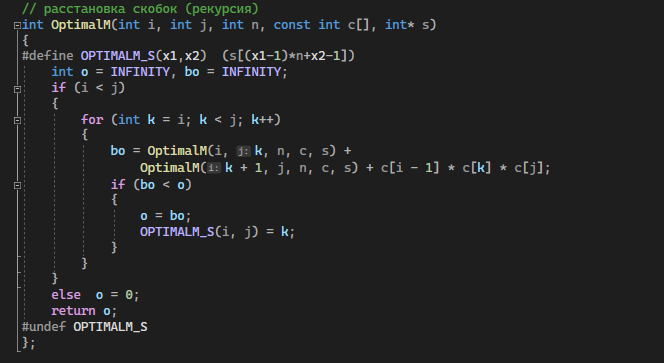 // расстановка скобок (рекурсия)
int OptimalM(int i, int j, int n, const int c[], int* s)
{
#define OPTIMALM_S(x1,x2)  (s[(x1-1)*n+x2-1])
    int o = INFINITY, bo = INFINITY;
    if (i < j)
    {
        for (int k = i; k < j; k++)
        {
            bo = OptimalM(i, j: k, n, c, s) +
                OptimalM(i: k + 1, j, n, c, s) + c[i - 1] * c[k] * c[j];
            if (bo < o)
            {
                o = bo;
                OPTIMALM_S(i, j) = k;
            }
        }
    }
    else  o = 0;
    return o;
#undef OPTIMALM_S
};